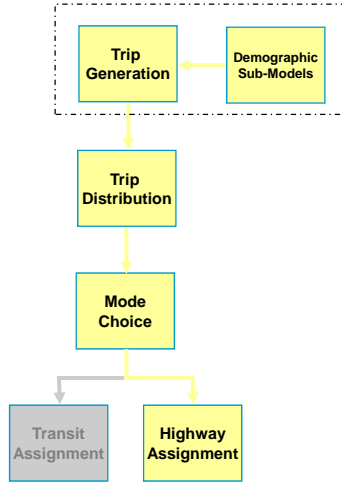 Trip
Generation
Demographic
Sub-Models
Trip
Distribution
Mode
Choice
Transit
Assignment
Highway
Assignment